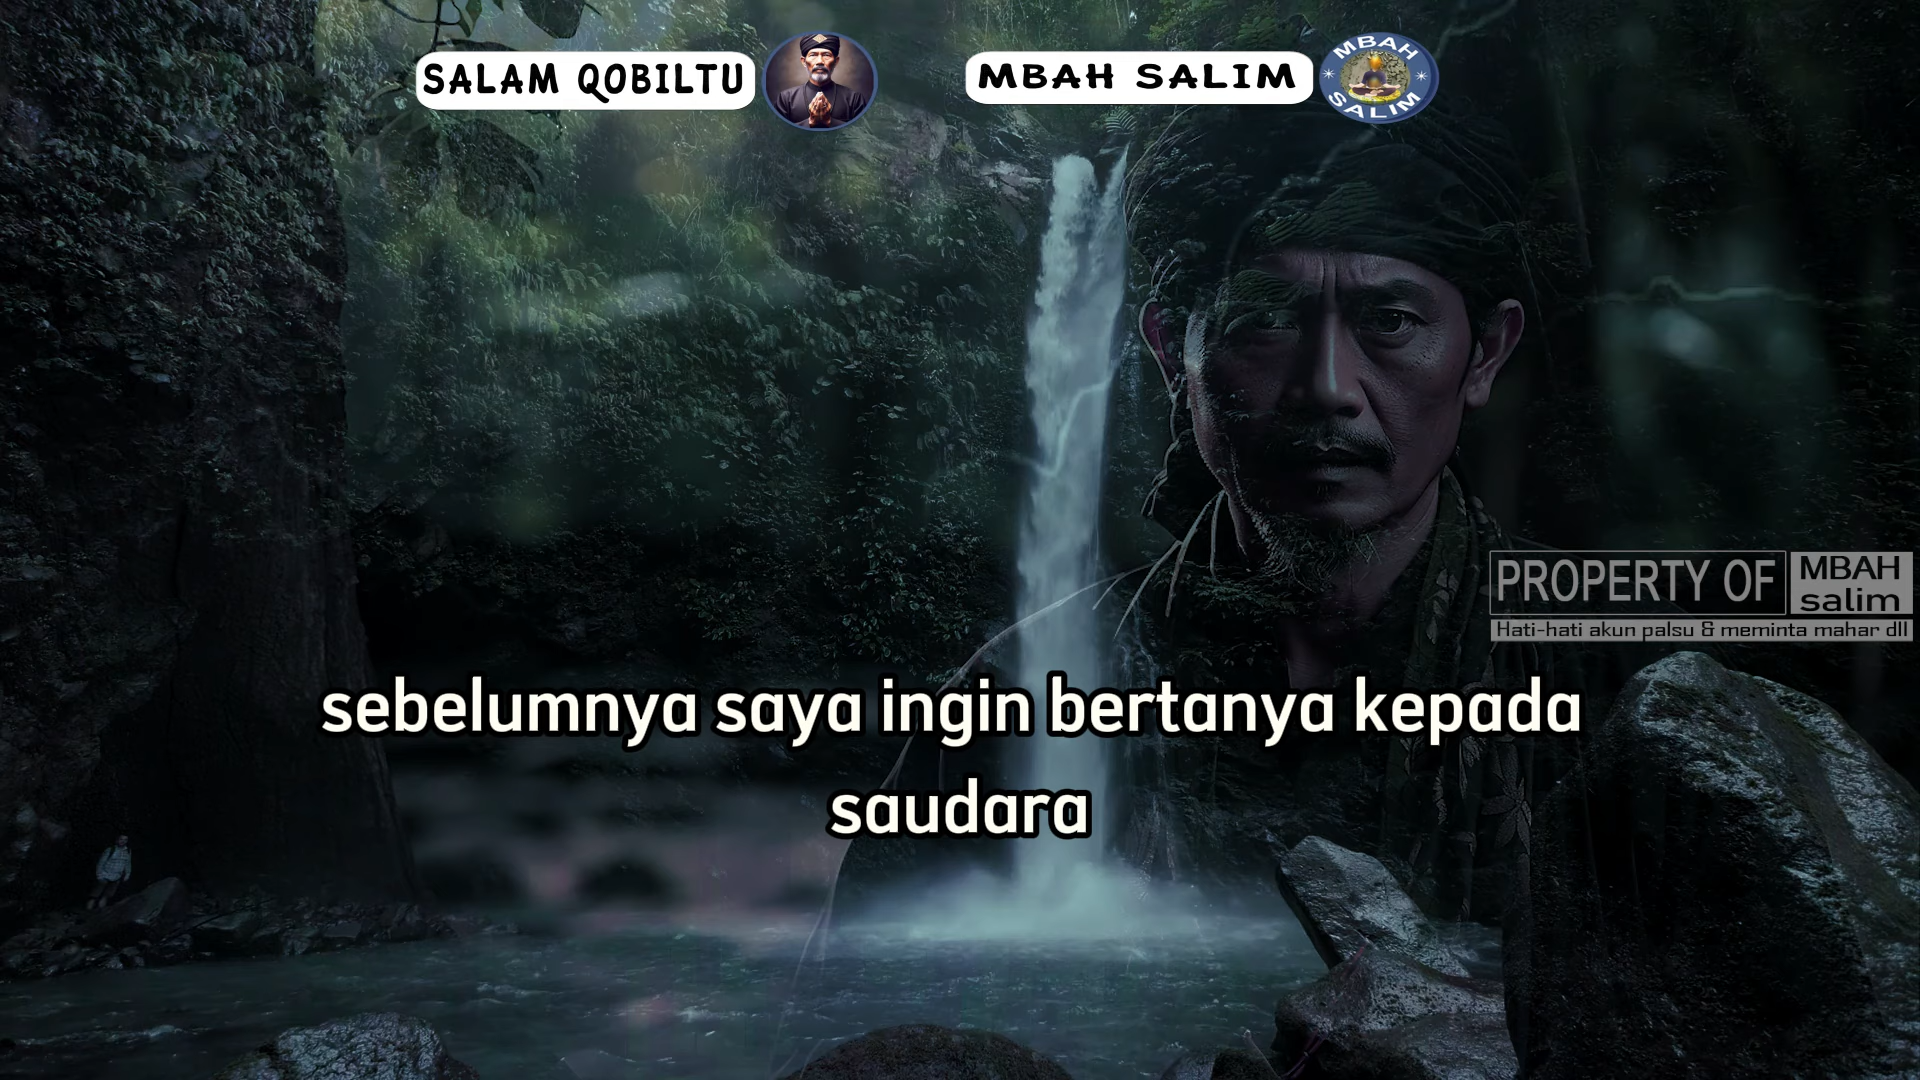 SALAM QOBILTU
MBAH SALIM
MBAH
SALIM
PROPERTY OF
MBAH
salim
Hati-hati akun palsu & meminta mahar dll
sebelumnya saya ingin bertanya kepada
saudara